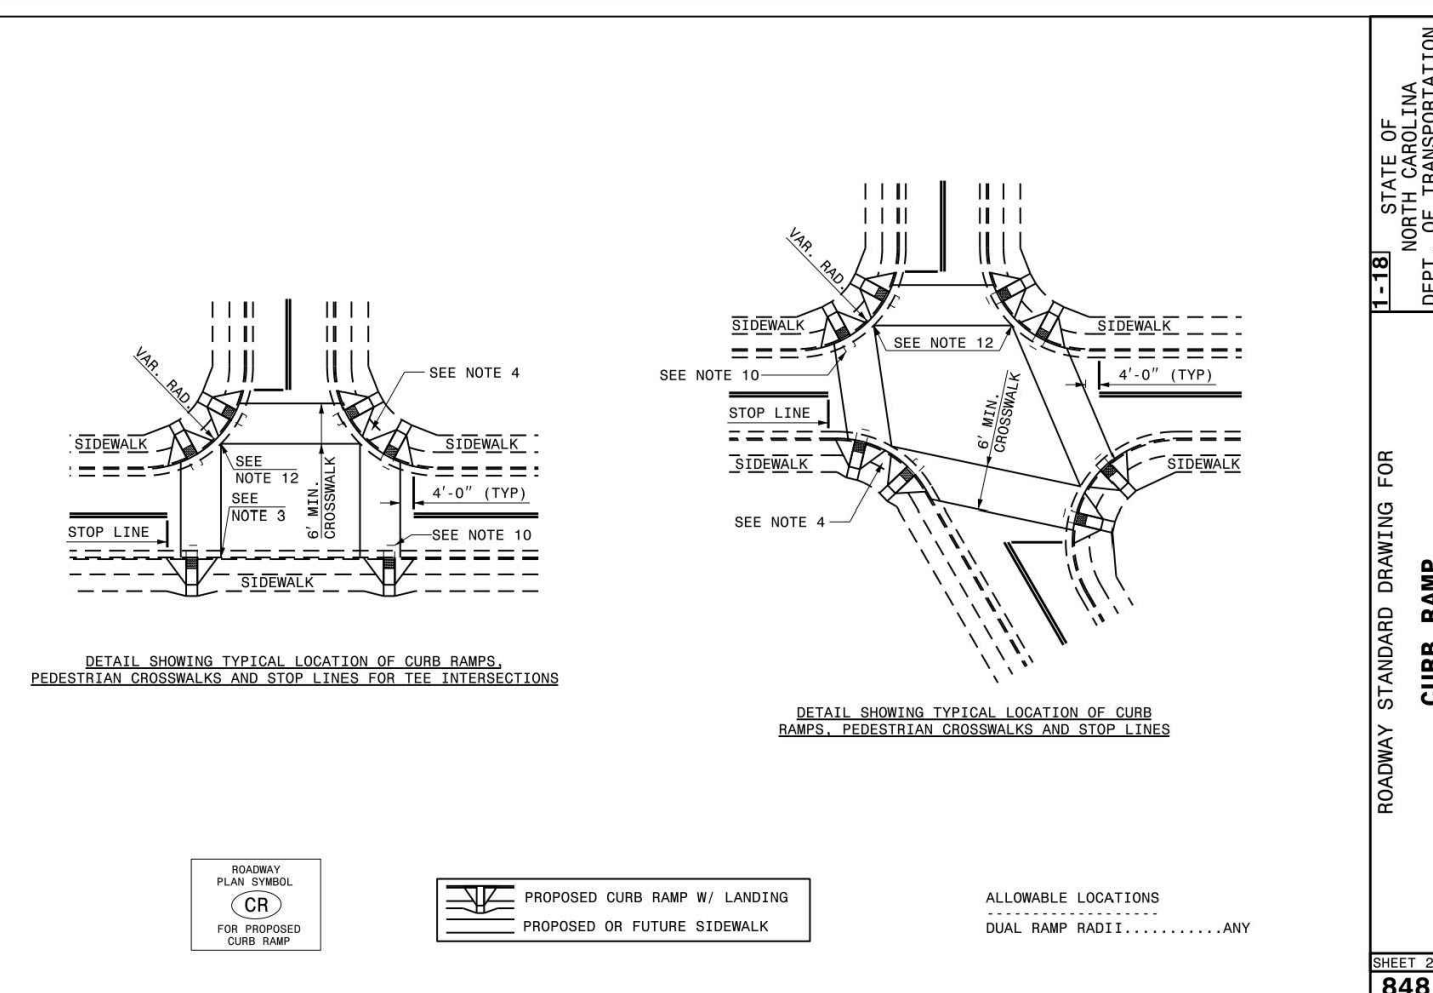 VAR. RAD.
SEE NOTE 4
SIDEWALK
SIDEWALK
SEE
NOTE 12
SEE
NOTE 3
6' MIN.
CROSSWALK
4'-0" (TYP)
STOP LINE
SEE NOTE 10
SIDEWALK
DETAIL SHOWING TYPICAL LOCATION OF CURB RAMPS,
PEDESTRIAN CROSSWALKS AND STOP LINES FOR TEE INTERSECTIONS
VAR. RAD.
SIDEWALK
SIDEWALK
SEE NOTE 12
SEE NOTE 10
4'-0" (TYP)
STOP LINE
6' MIN.
CROSSWALK
SIDEWALK
SIDEWALK
SEE NOTE 4
DETAIL SHOWING TYPICAL LOCATION OF CURB
RAMPS, PEDESTRIAN CROSSWALKS AND STOP LINES
ROADWAY
PLAN SYMBOL
CR
FOR PROPOSED
CURB RAMP
PROPOSED CURB RAMP W/ LANDING
PROPOSED OR FUTURE SIDEWALK
ALLOWABLE LOCATIONS
-------------------
DUAL RAMP RADII...........ANY
1-18
STATE OF
NORTH CAROLINA
DEPT. OF TRANSPORTATION
ROADWAY STANDARD DRAWING FOR
CURB RAMP
SHEET 2
848